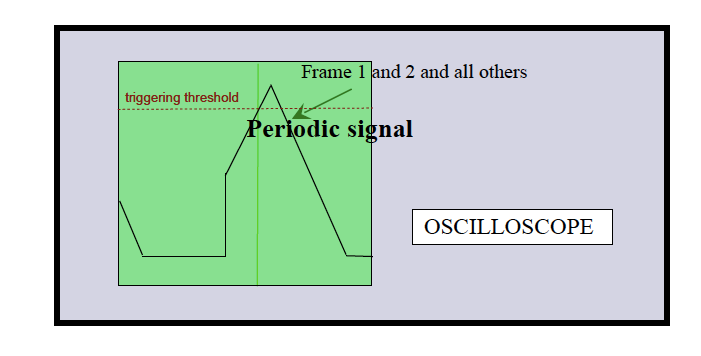 Frame 1 and 2 and all others
triggering threshold
Periodic signal
OSCILLOSCOPE